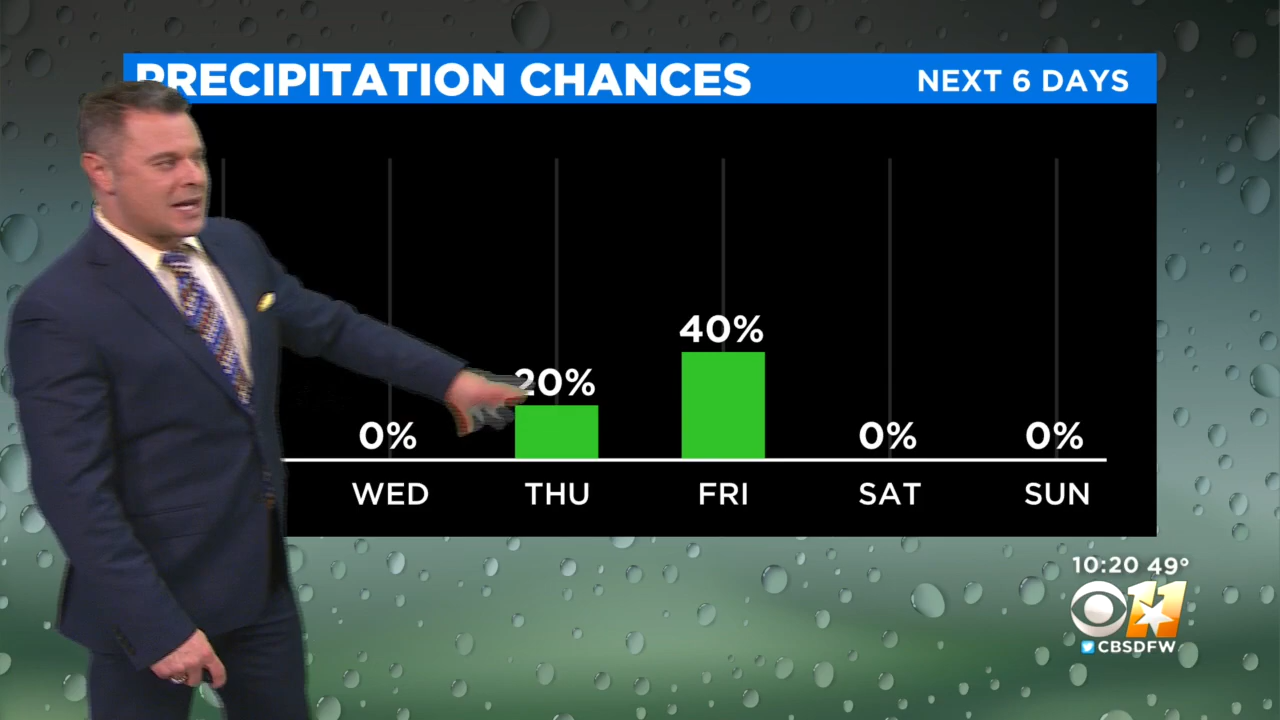 PRECIPITATION CHANCES
NEXT 6 DAYS
20%
40%
0%
0%
0%
WED
THU
FRI
SAT
SUN
10:20 49°
11
CBSDFW